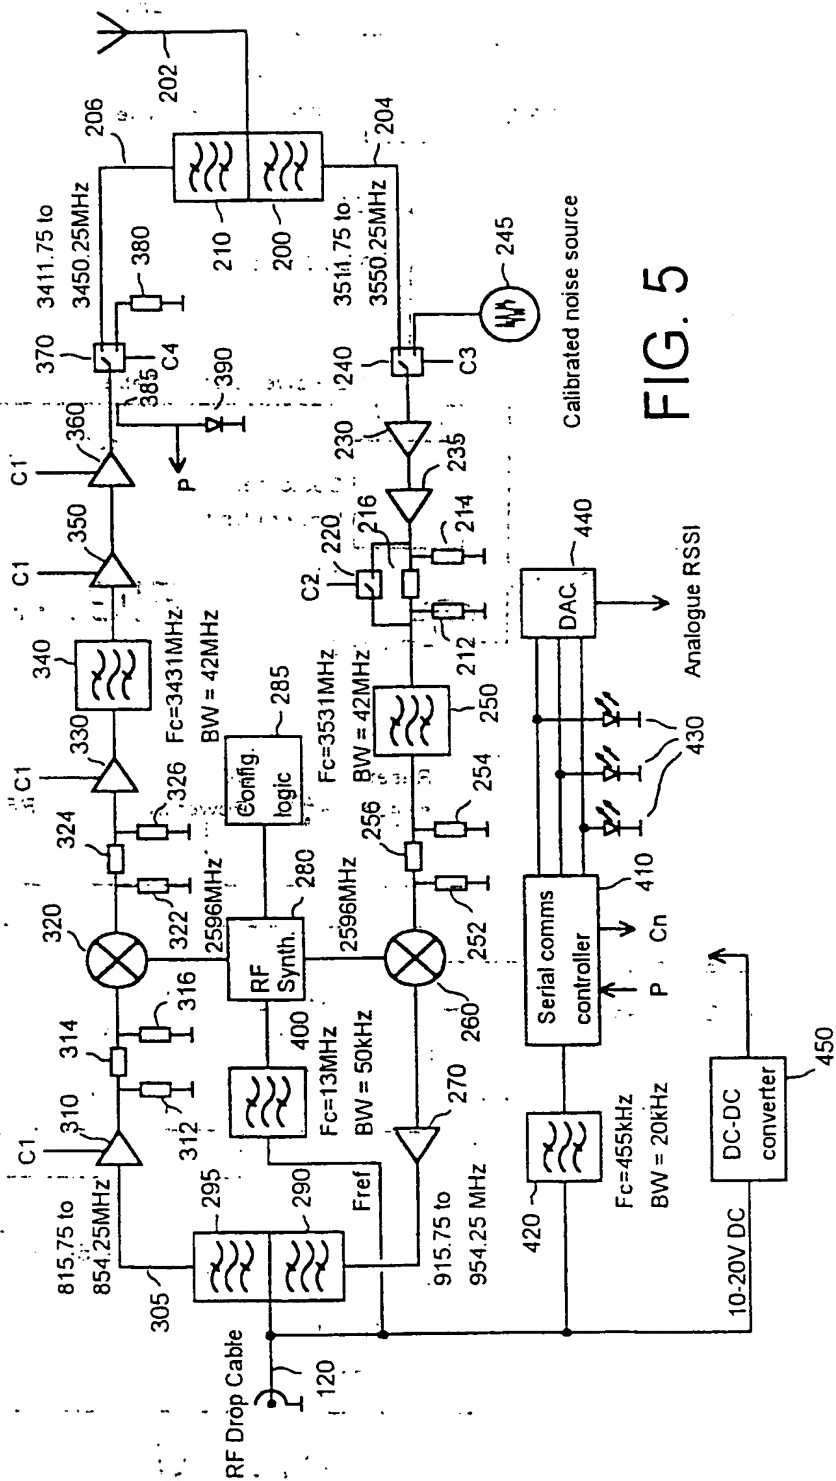 RF Drop Cable
120
305
815.75 to
854.25MHz
295
290
Fref
915.75 to
954.25 MHz
C1
310
312
314
316
Fc=13MHz
BW = 50kHz
400
270
320
322
324
326
2596MHz
RF
Synth.
280
2596MHz
260
252
254
256
C1
330
340
Fc=3431MHz
BW = 42MHz
Config.
logic
285
Fc=3531MHz
BW = 42MHz
250
C1
350
C1
360
P
385
390
C2
220
216
212
214
235
230
370
C4
380
3411.75 to
3450.25MHz
240
C3
3511.75 to
3550.25MHz
245
Calibrated noise source
206
210
200
204
202
420
Fc=455kHz
BW = 20kHz
Serial comms
controller
410
P
Cn
430
DAC.
440
Analogue RSSI
10-20V DC
DC-DC
converter
450
FIG. 5